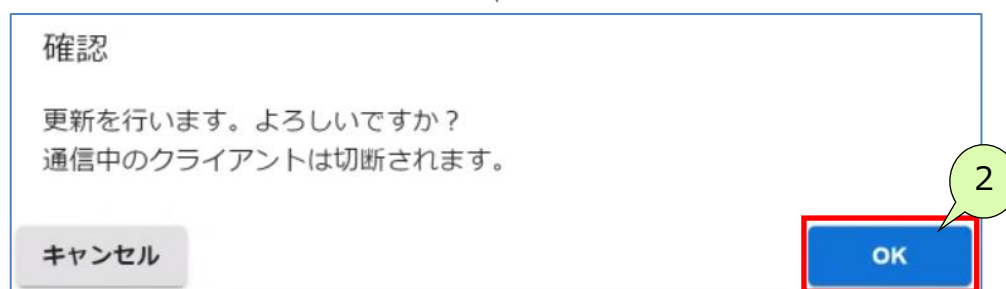 確認
更新を行います。よろしいですか？
通信中のクライアントは切断されます。
2
キャンセル
OK